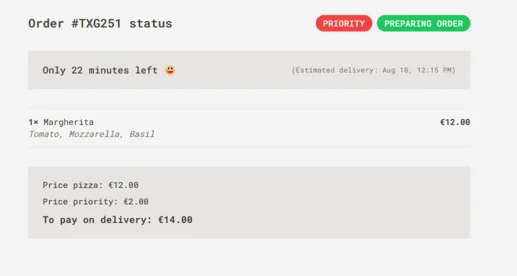 Order #TXG251 status
PRIORITY
PREPARING ORDER
Only 22 minutes left 😃
(Estimated delivery: Aug 18, 12:15 PM)
1× Margherita
€12.00
Tomato, Mozzarella, Basil
Price pizza: €12.00
Price priority: €2.00
To pay on delivery: €14.00